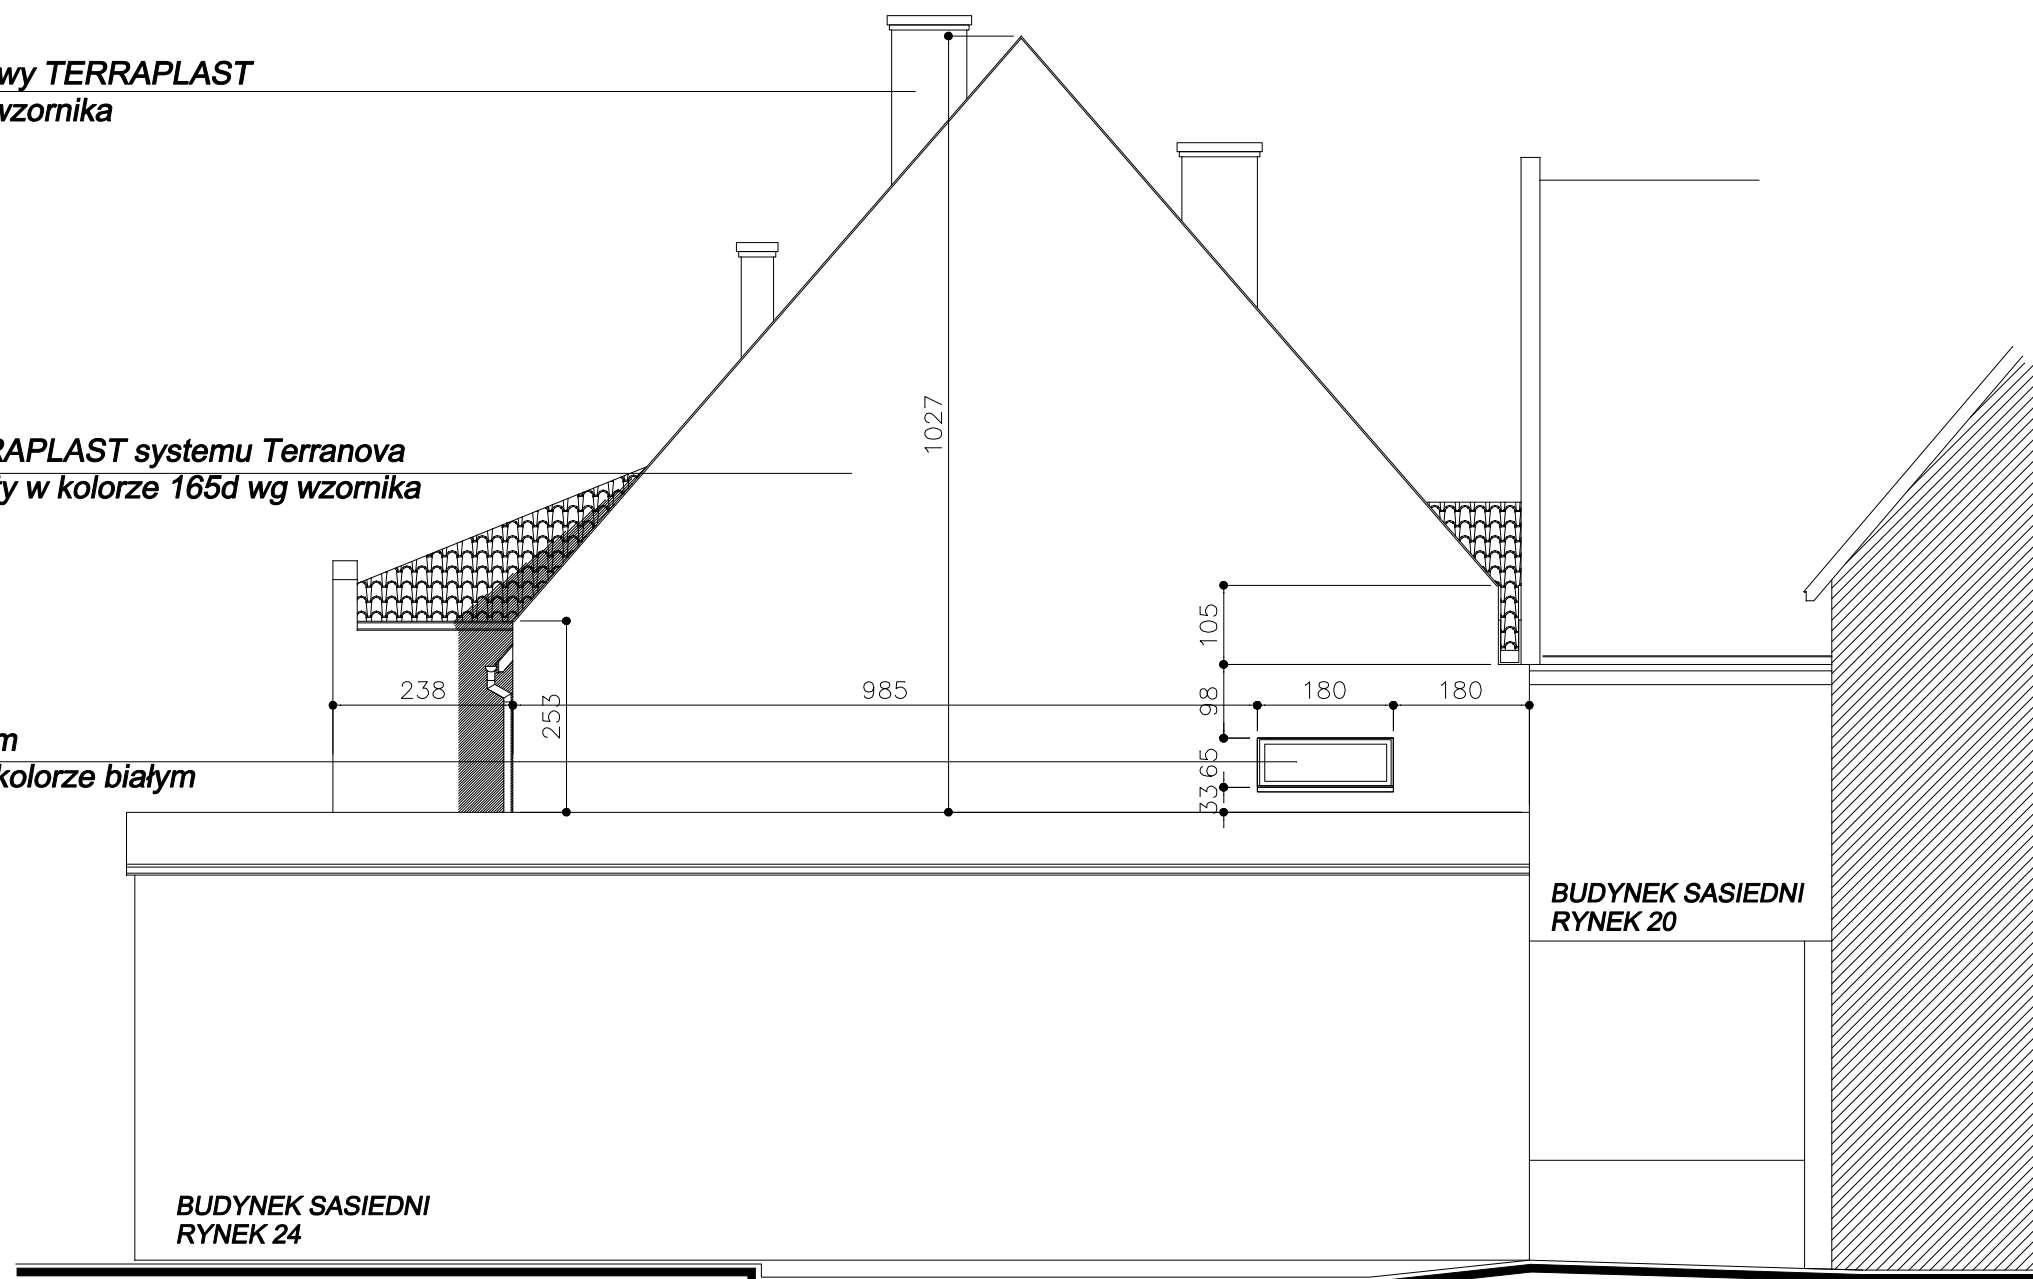 wy TERRAPLAST
wzornika
RAPLAST systemu Terranova
y w kolorze 165d wg wzornika
1027
105
238
253
985
98
180
180
65
33
m
kolorze białym
BUDYNEK SASIEDNI
RYNEK 20
BUDYNEK SASIEDNI
RYNEK 24